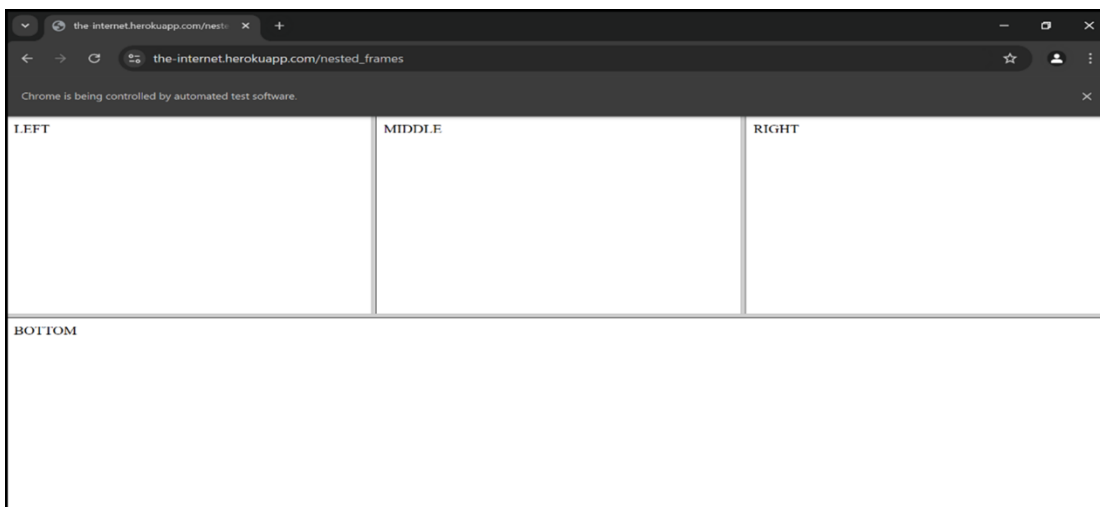 the internet.herokuapp.com/neste
the-internet.herokuapp.com/nested_frames
Chrome is being controlled by automated test software.
LEFT
MIDDLE
RIGHT
BOTTOM